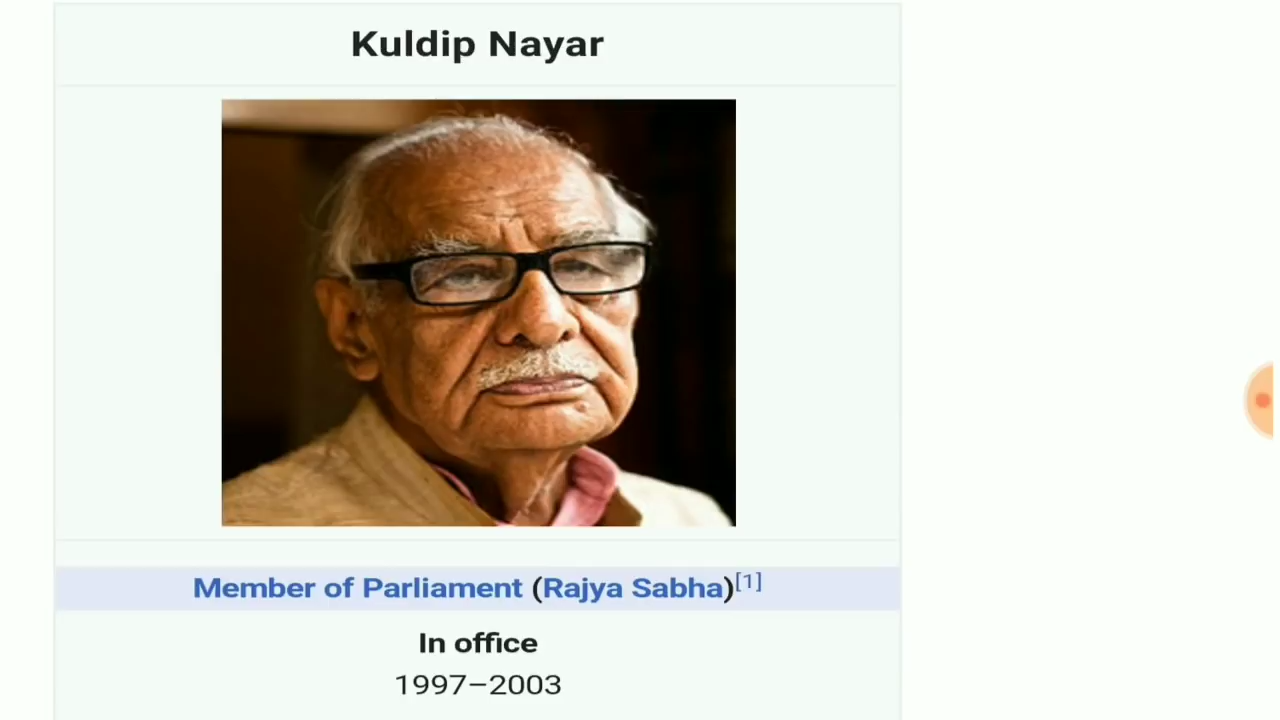 Kuldip Nayar
Member of Parliament (Rajya Sabha)[1]
In office
1997–2003